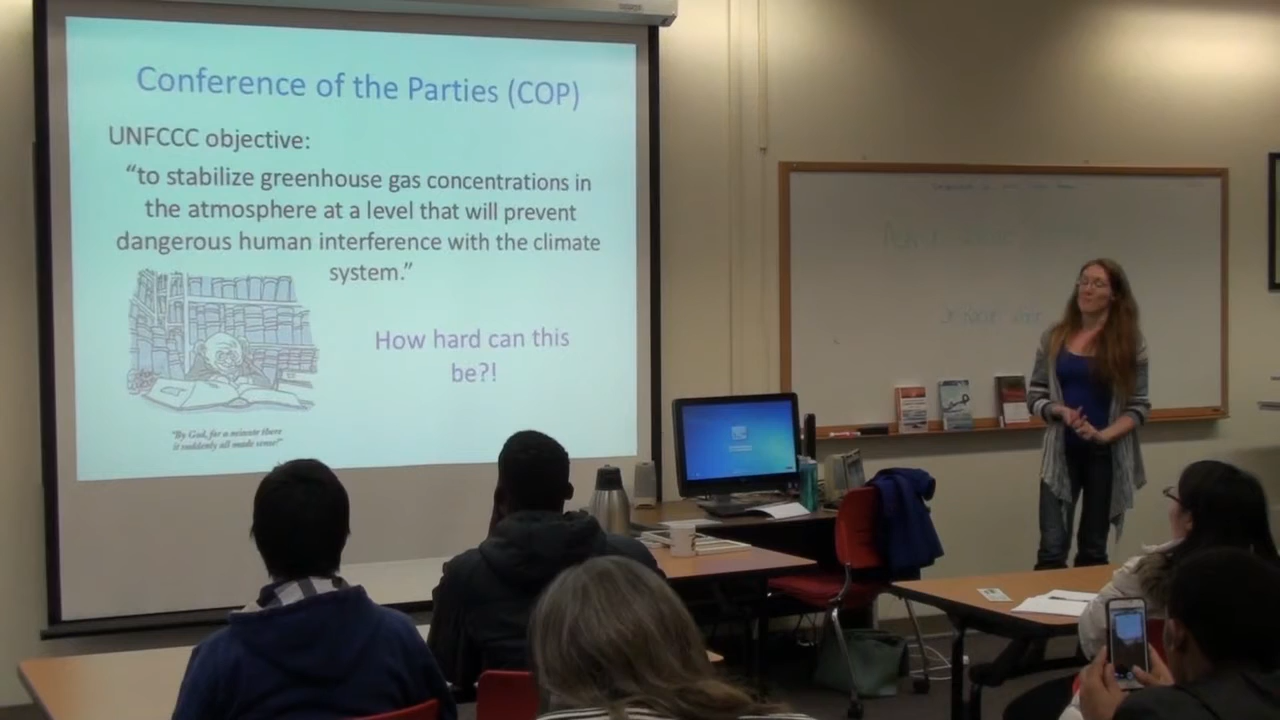 Conference of the Parties (COP)
UNFCCC objective:
“to stabilize greenhouse gas concentrations in
the atmosphere at a level that will prevent
dangerous human interference with the climate
system.”
How hard can this
be?!
"By God, for a minute there
it suddenly all made sense!"